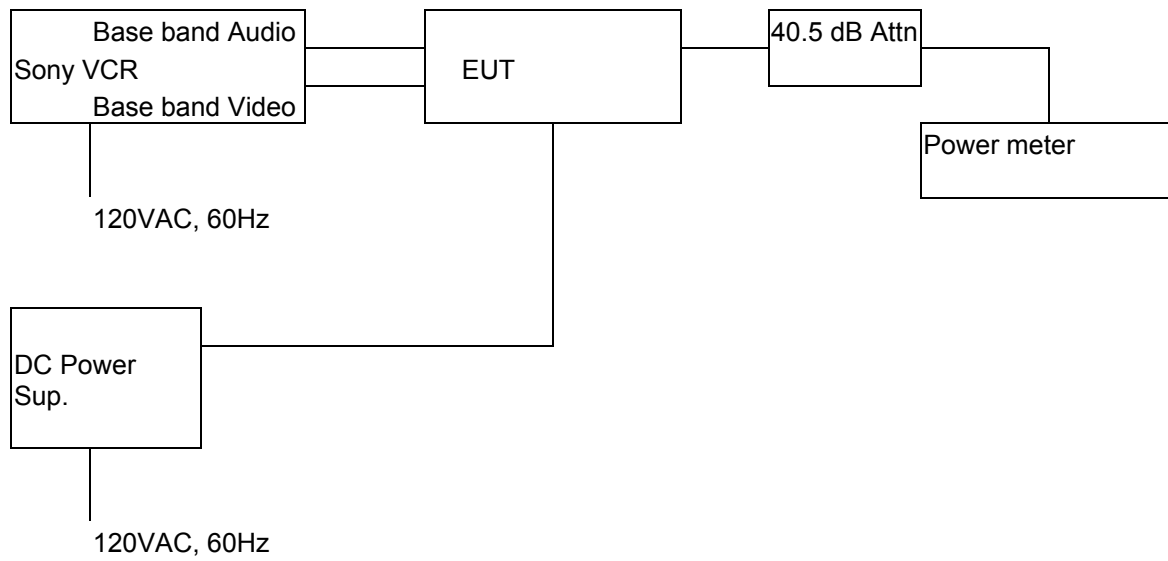 Base band Audio
Sony VCR
Base band Video
EUT
40.5 dB Attn
Power meter
120VAC, 60Hz
DC Power
Sup.
120VAC, 60Hz